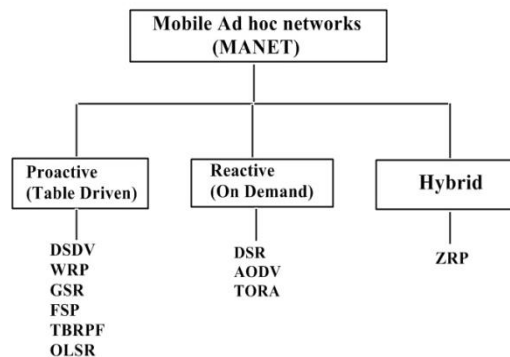 Mobile Ad hoc networks
(MANET)
Proactive
(Table Driven)
Reactive
(On Demand)
Hybrid
DSDV
WRP
GSR
FSP
TBRPF
OLSR
DSR
AODV
TORA
ZRP